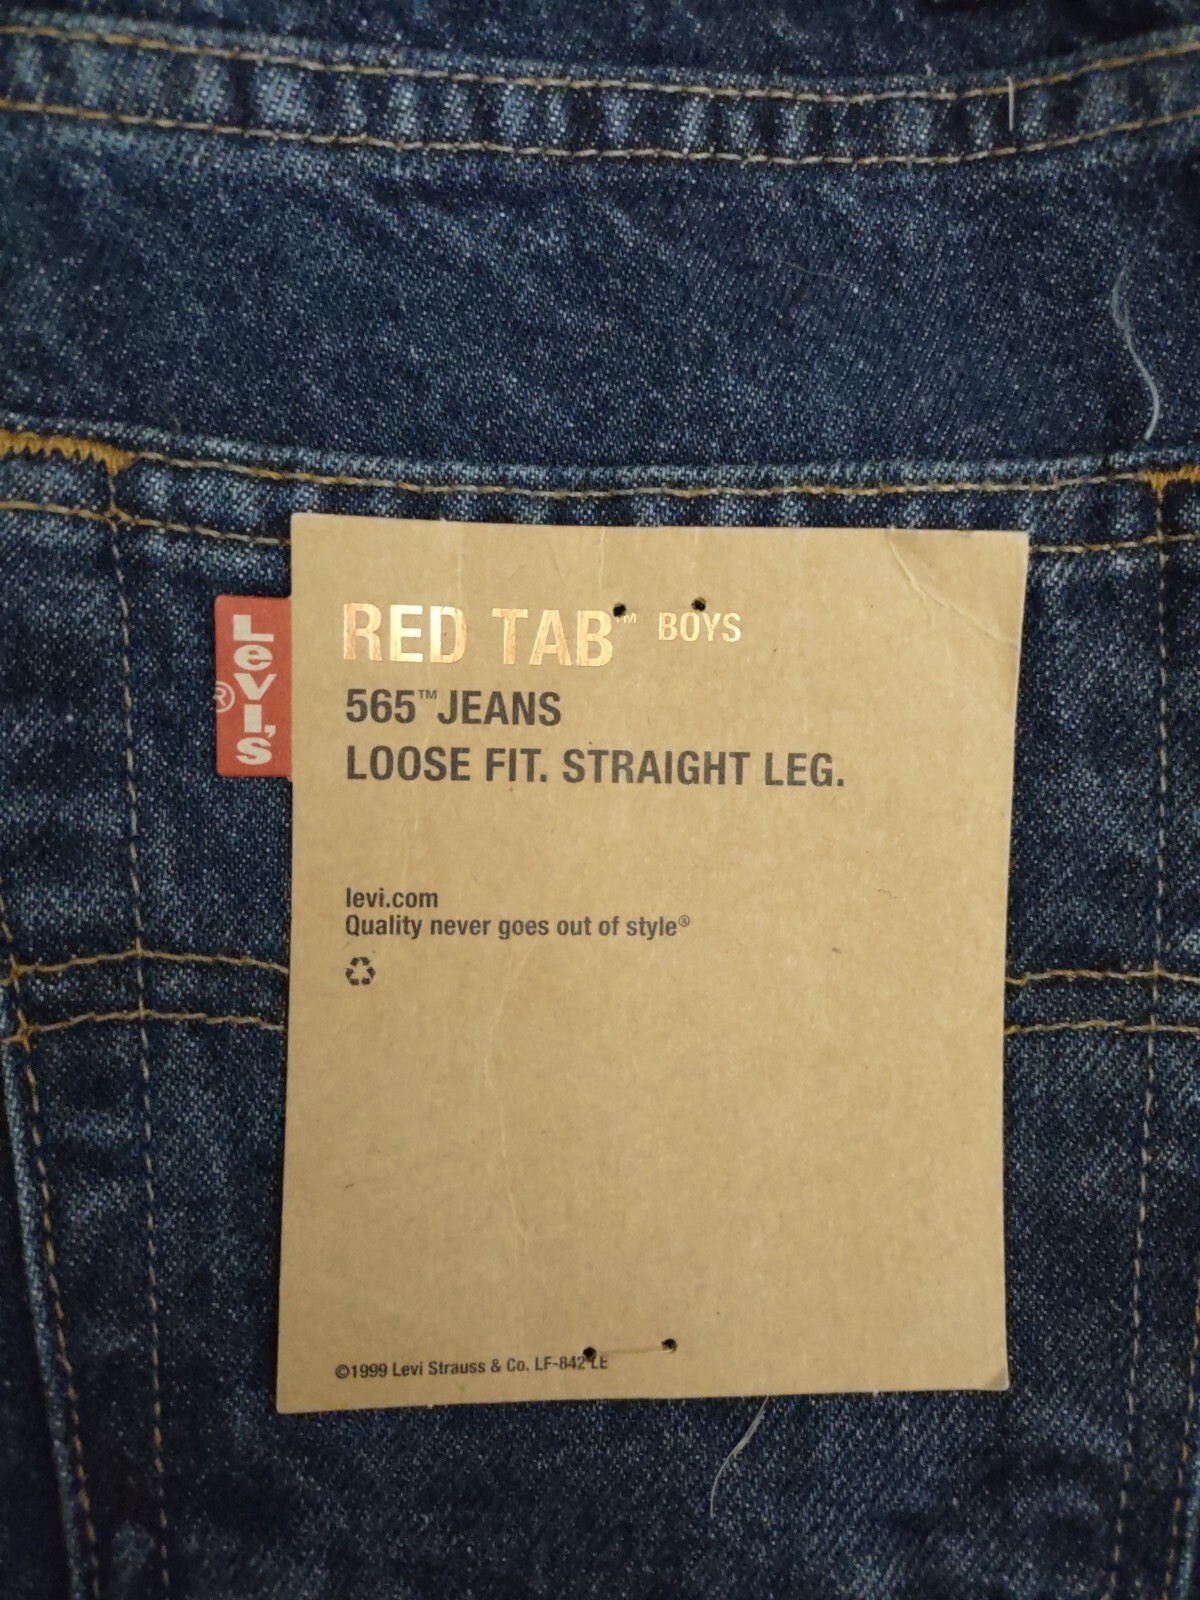 RED TAB™ BOYS
565™ JEANS
LOOSE FIT. STRAIGHT LEG.
Levi's®
levi.com
Quality never goes out of style®
©1999 Levi Strauss & Co. LF-842 LE